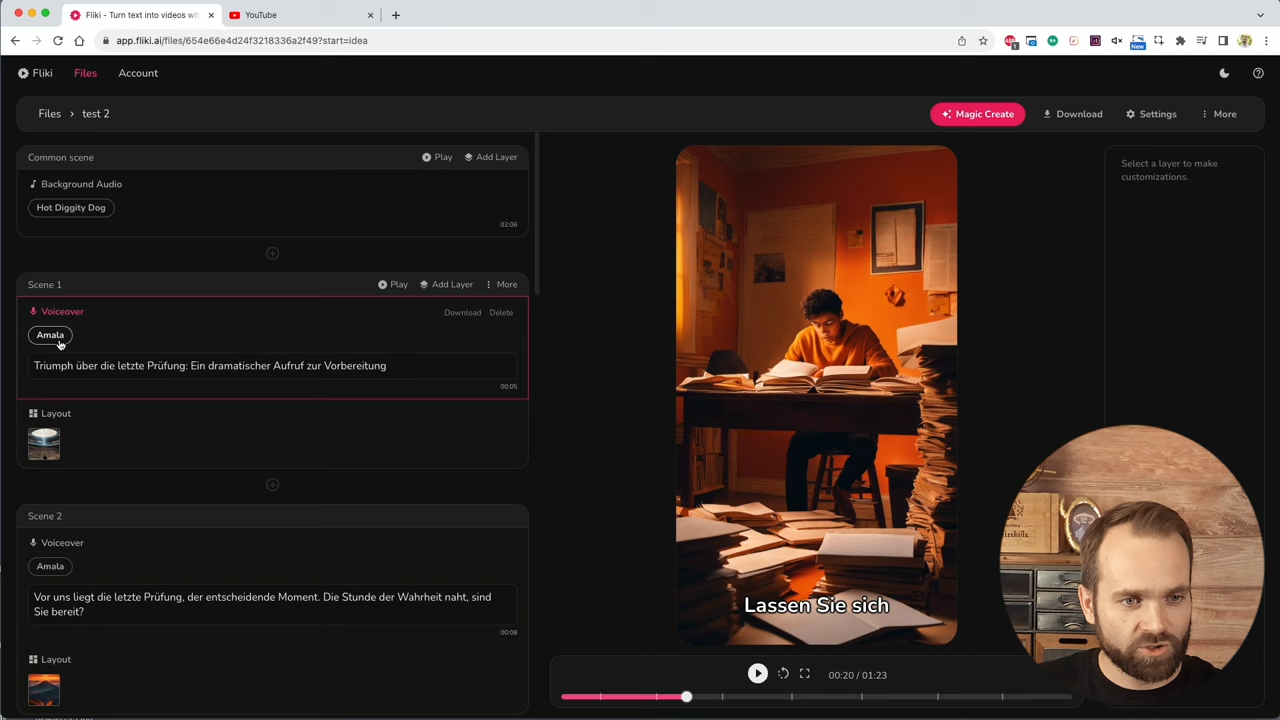 Fliki - Turn text into videos wit
YouTube
app.fliki.ai/files/654e66e4d24f3218336a2f49?start=idea
New
1
Fliki
Files
Account
Files > test 2
Magic Create
Download
Settings
More
Common scene
Play
Add Layer
Background Audio
Hot Diggity Dog
02:06
Scene 1
Play
Add Layer
More
Voiceover
Download
Delete
Amala
Triumph über die letzte Prüfung: Ein dramatischer Aufruf zur Vorbereitung
00:05
Layout
Scene 2
Voiceover
Amala
Vor uns liegt die letzte Prüfung, der entscheidende Moment. Die Stunde der Wahrheit naht, sind
Sie bereit?
00:08
Layout
Lassen Sie sich
00:20 / 01:23
Select a layer to make
customizations.